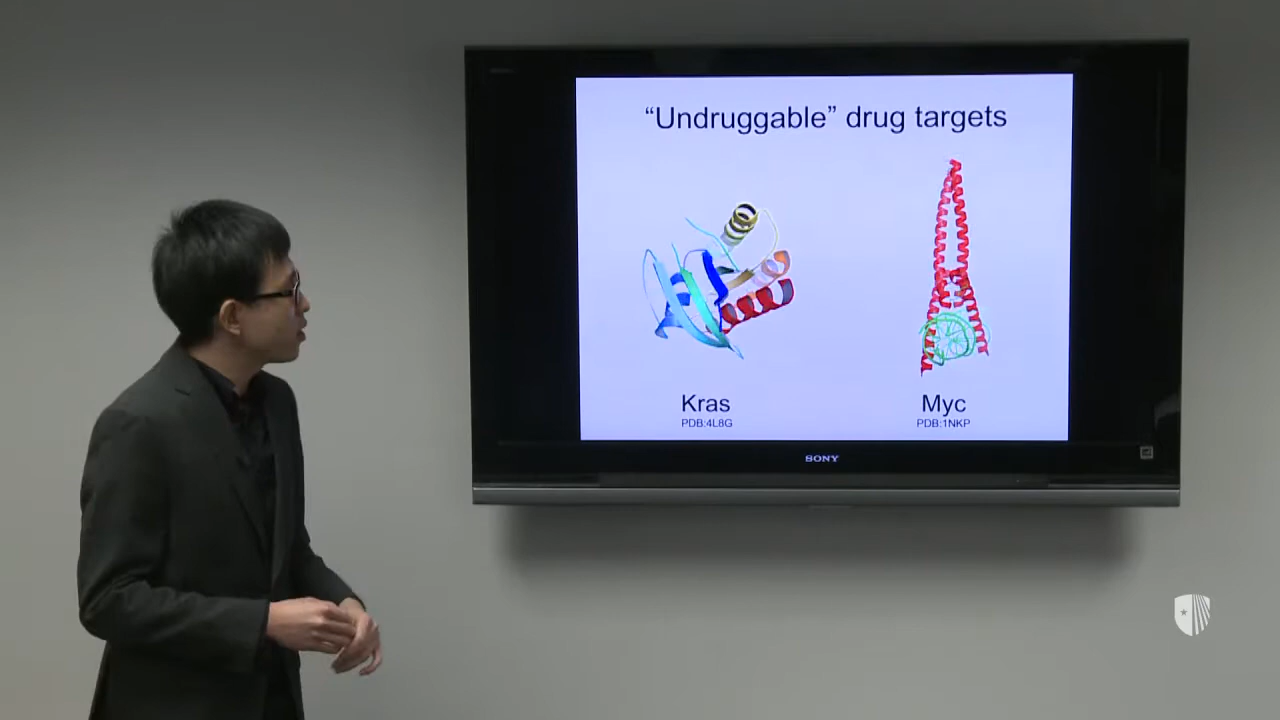 “Undruggable” drug targets
Kras
PDB:4L8G
Myc
PDB:1NKP
SONY